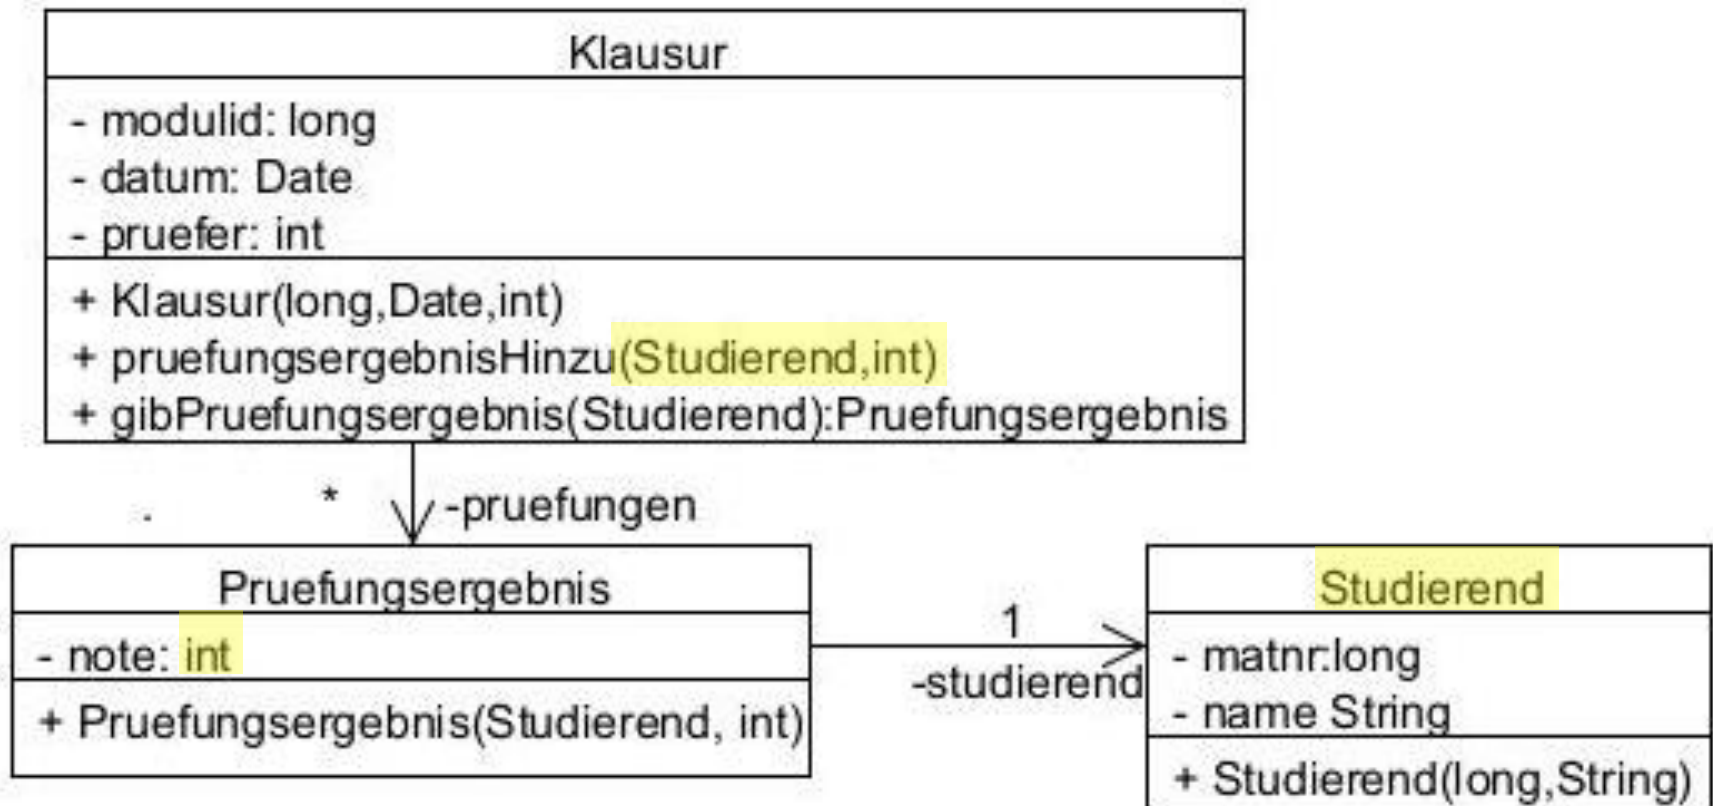 Klausur
- modulid: long
- datum: Date
- pruefer: int
+ Klausur(long,Date,int)
+ pruefungsergebnisHinzu(Studierend,int)
+ gibPruefungsergebnis(Studierend):Pruefungsergebnis
* -pruefungen
Pruefungsergebnis
- note: int
+ Pruefungsergebnis(Studierend, int)
1
-studierend
Studierend
- matnr:long
- name String
+ Studierend(long,String)